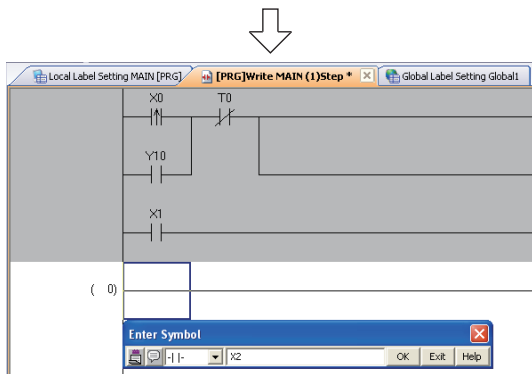 Local Label Setting MAIN [PRG] [PRG]Write MAIN (1)Step * Global Label Setting Global1
X0 T0
Y10
X1
( 0)
Enter Symbol
-| |- X2 OK Exit Help